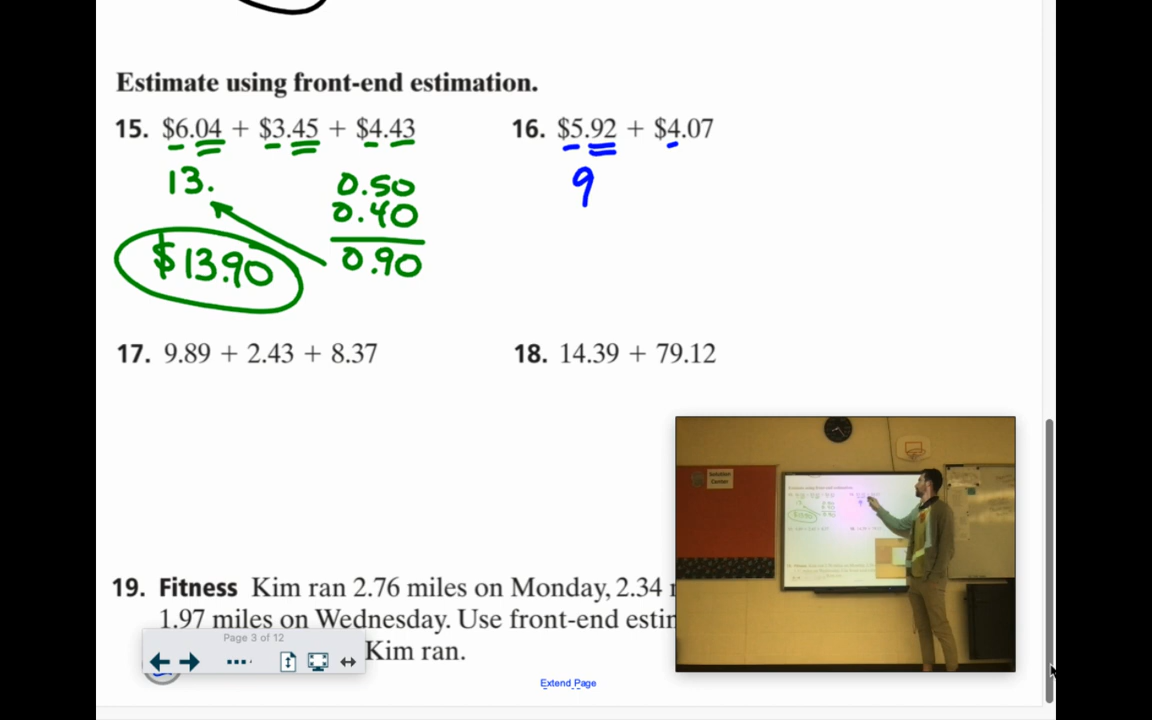 Estimate using front-end estimation.
15. $6.04 + $3.45 + $4.43
16. $5.92 + $4.07
13.
0.50
0.40
0.90
$13.90
9
17. 9.89 + 2.43 + 8.37
18. 14.39 + 79.12
19. Fitness Kim ran 2.76 miles on Monday, 2.34
1.97 miles on Wednesday. Use front-end estim
Kim ran.
Page 3 of 12
Extend Page
Solution
Center